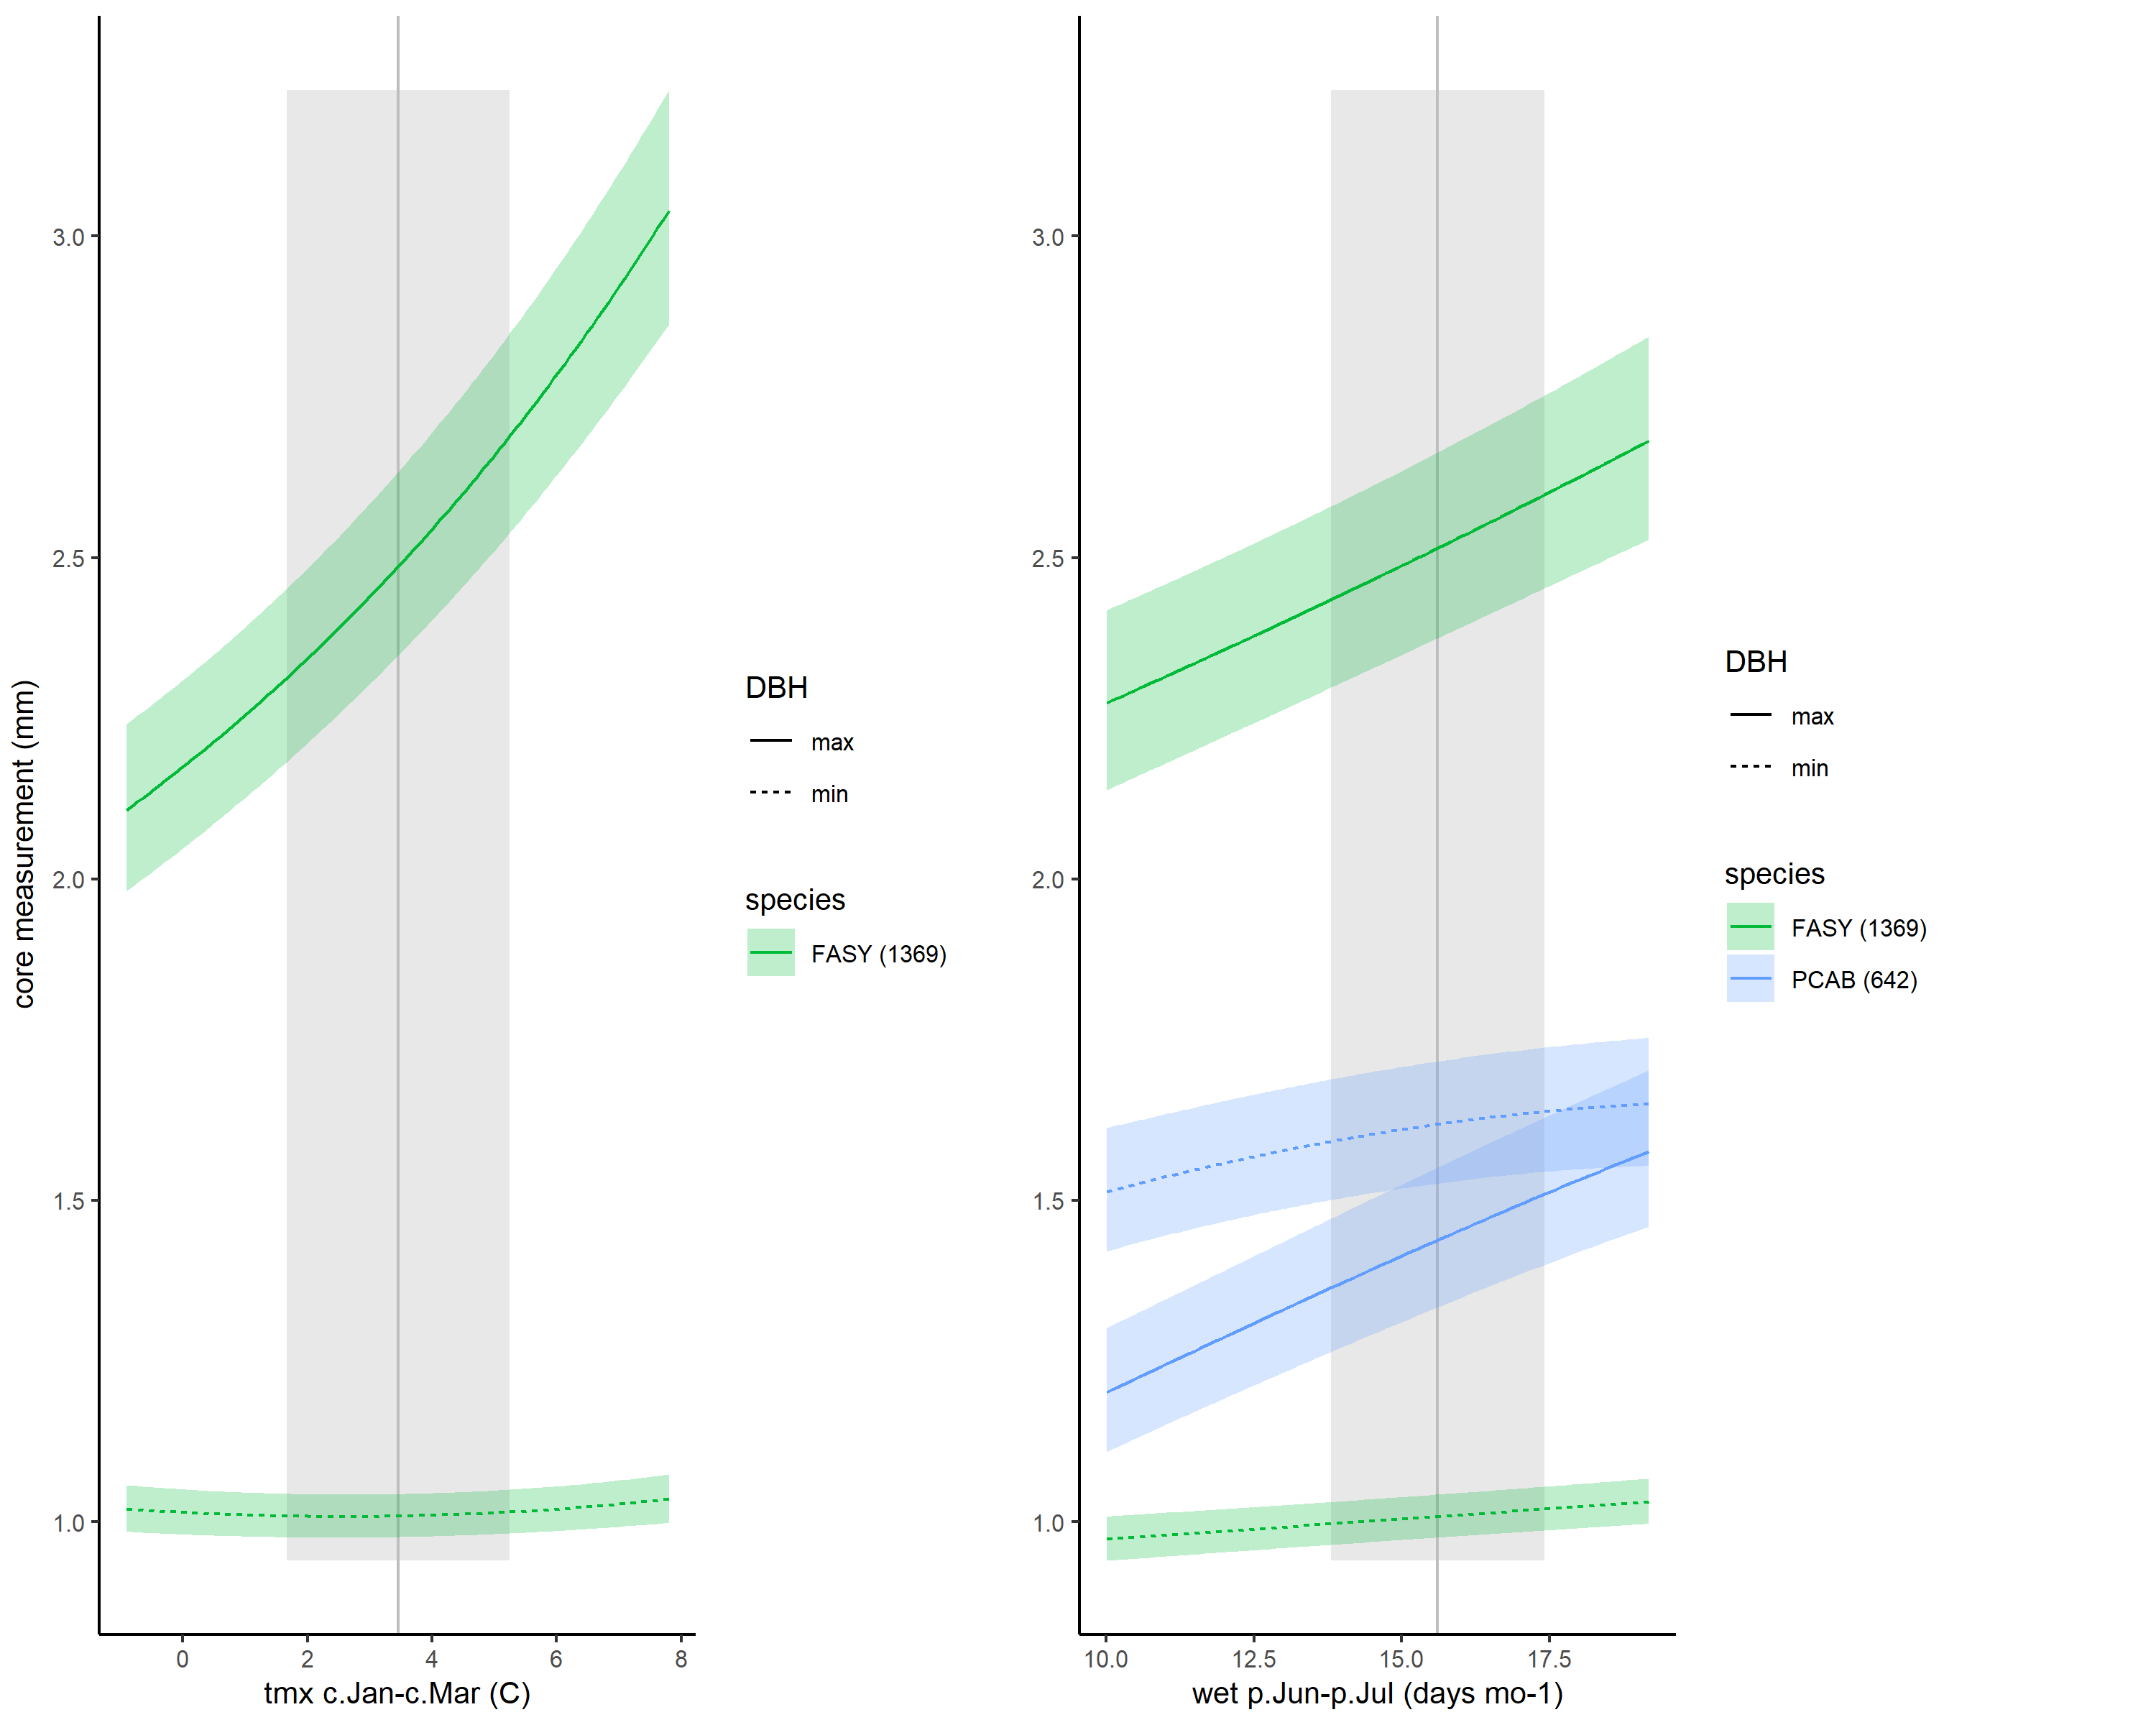 core measurement (mm)
3.0
2.5
2.0
1.5
1.0
0 2 4 6 8
tmx c.Jan-c.Mar (C)
DBH
max
min
species
FASY (1369)
3.0
2.5
2.0
1.5
1.0
10.0 12.5 15.0 17.5
wet p.Jun-p.Jul (days mo-1)
DBH
max
min
species
FASY (1369)
PCAB (642)